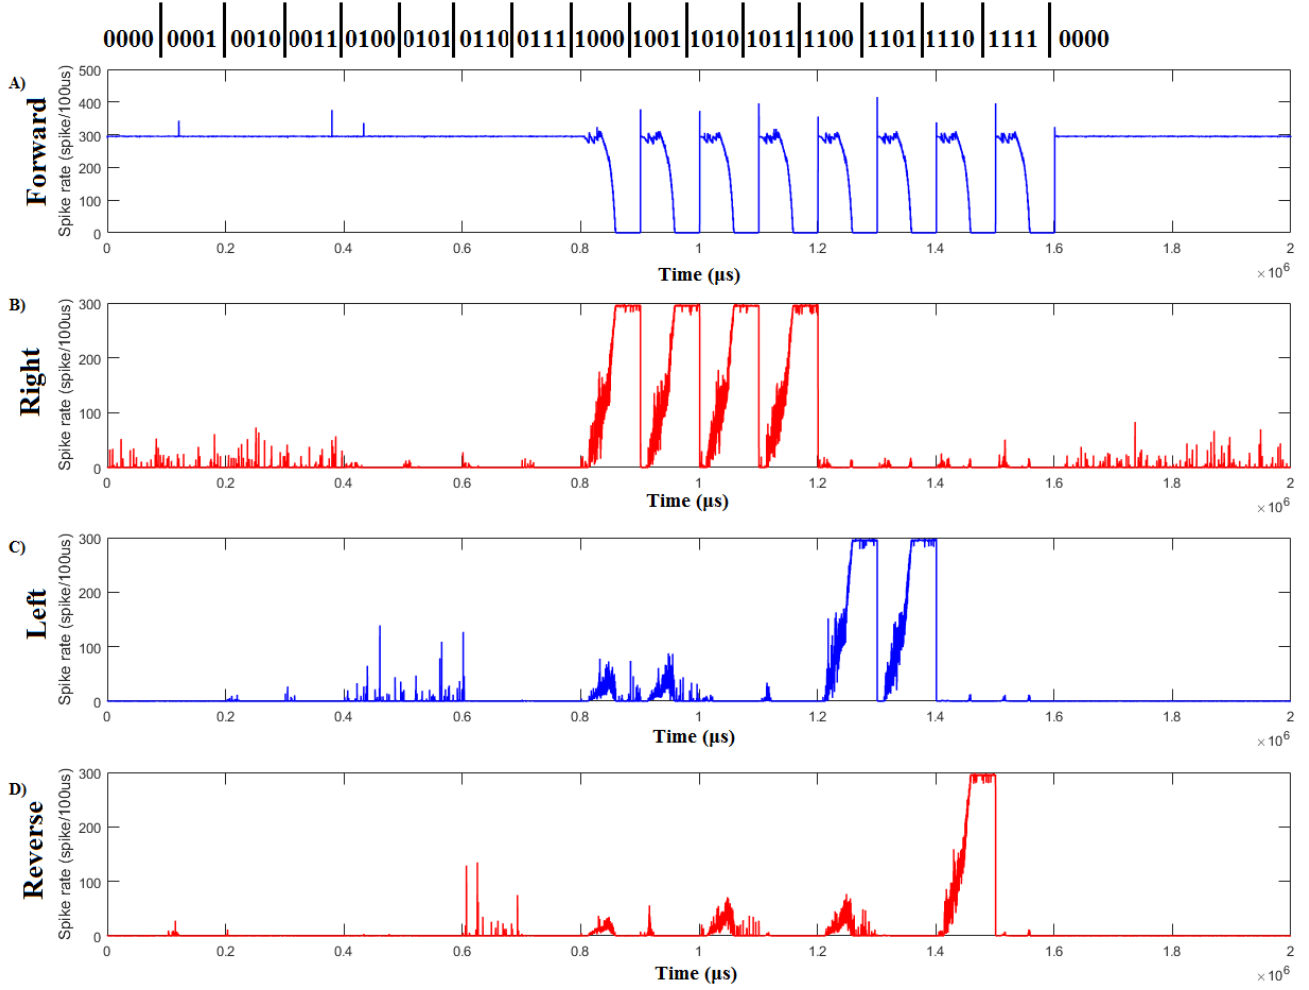 0000 0001 0010 0011 0100 0101 0110 0111 1000 1001 1010 1011 1100 1101 1110 1111 0000
A)
Forward
Spike rate (spike/100us)
500
400
300
200
100
0
0 0.2 0.4 0.6 0.8 1 1.2 1.4 1.6 1.8 2
Time (µs)
×10⁶
B)
Right
Spike rate (spike/100us)
300
200
100
0
0 0.2 0.4 0.6 0.8 1 1.2 1.4 1.6 1.8 2
Time (µs)
×10⁶
C)
Left
Spike rate (spike/100us)
300
200
100
0
0 0.2 0.4 0.6 0.8 1 1.2 1.4 1.6 1.8 2
Time (µs)
×10⁶
D)
Reverse
Spike rate (spike/100us)
300
200
100
0
0 0.2 0.4 0.6 0.8 1 1.2 1.4 1.6 1.8 2
Time (µs)
×10⁶